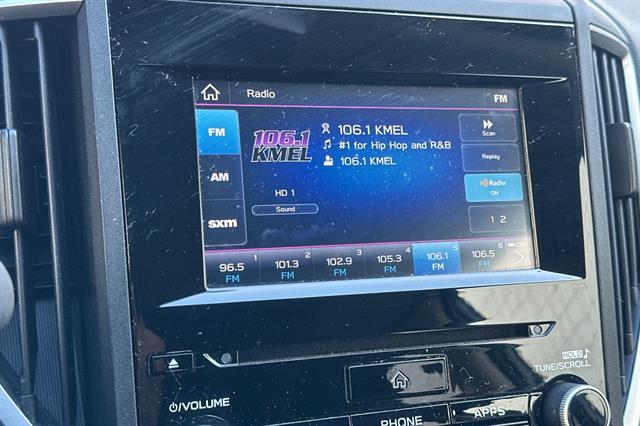 Radio
FM
FM
106.1
KMEL
106.1 KMEL
#1 for Hip Hop and R&B
106.1 KMEL
Scan
Replay
AM
HD Radio
ON
HD 1
Sound
SXM
1 2
96.5 1
FM
101.3 2
FM
102.9 3
FM
105.3 4
FM
106.1 5
FM
106.5 6
FM
HOLD
TUNE/SCROLL
VOLUME
PHONE
APPS